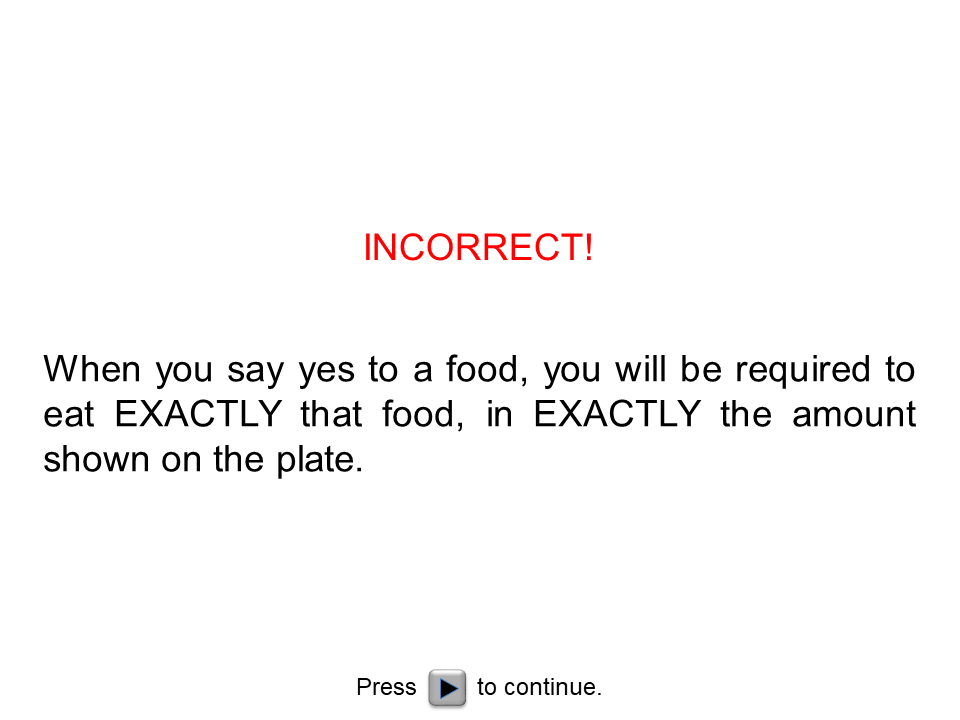 INCORRECT!
When you say yes to a food, you will be required to
eat EXACTLY that food, in EXACTLY the amount
shown on the plate.
Press to continue.